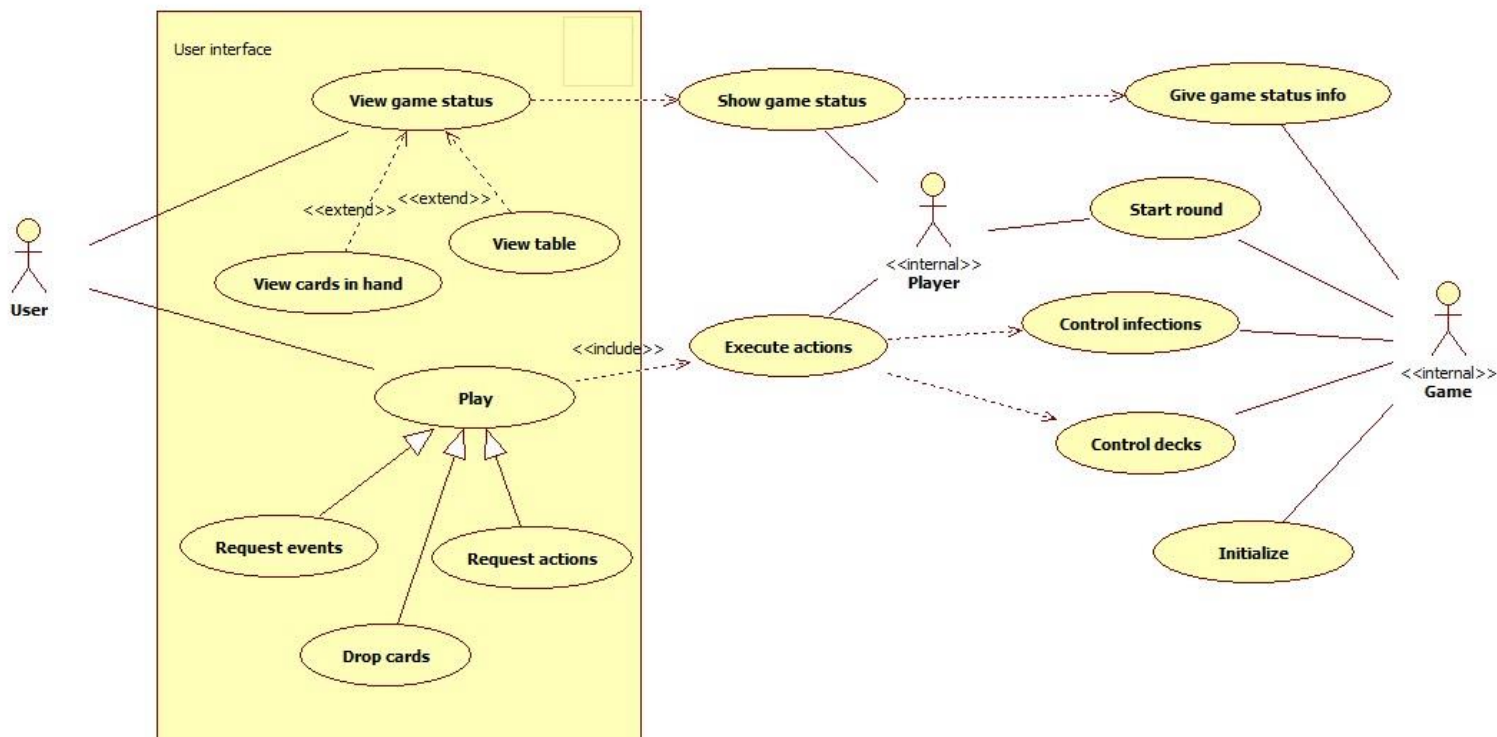 User interface
View game status
Show game status
Give game status info
<<extend>>
<<extend>>
View table
View cards in hand
User
<<internal>>
Player
Start round
Control infections
<<internal>>
Game
<<include>>
Execute actions
Play
Control decks
Request events
Request actions
Initialize
Drop cards